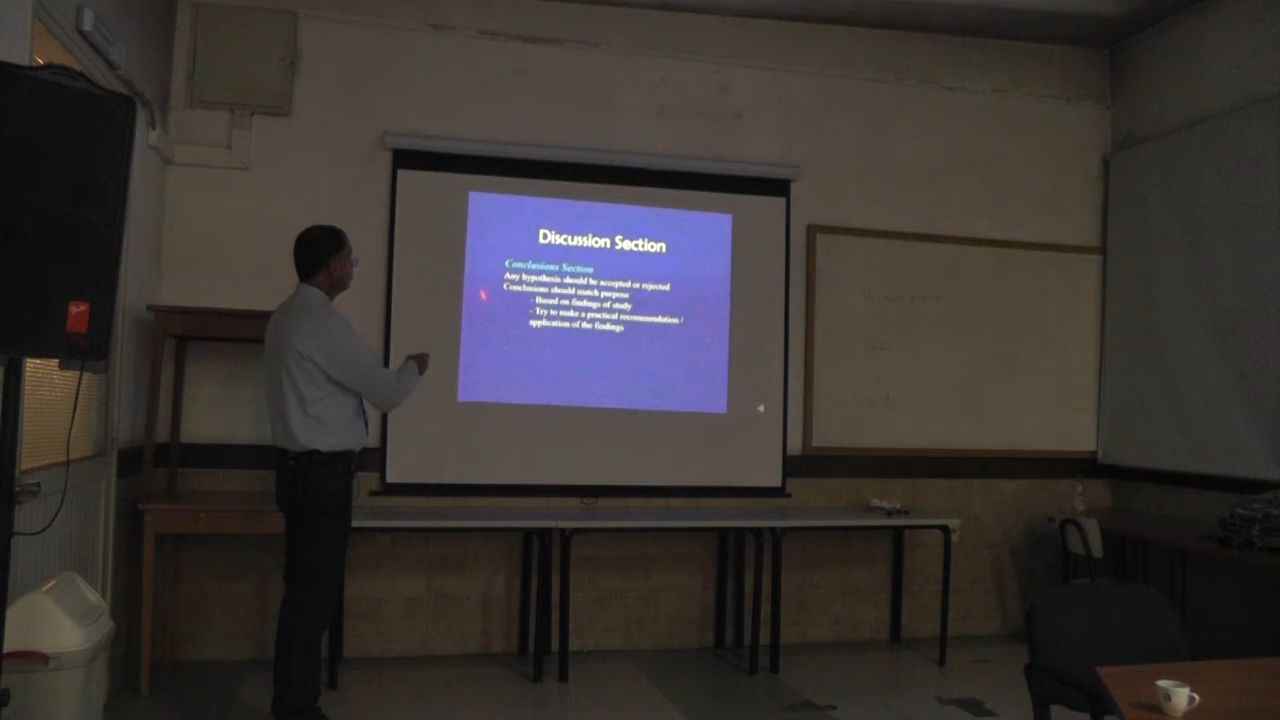 Discussion Section
Conclusions Section
Any hypothesis should be accepted or rejected
Conclusions should match purpose
- Based on findings of study
- Try to make a practical recommendation /
application of the findings